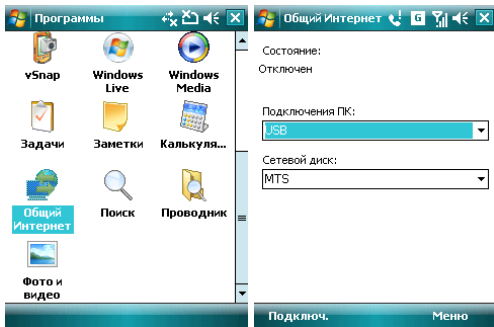 Программы
vSnap
Windows Live
Windows Media
Задачи
Заметки
Калькуля...
Общий Интернет
Поиск
Проводник
Фото и видео
Общий Интернет
G
Состояние:
Отключен
Подключения ПК:
USB
Сетевой диск:
MTS
Подключ.
Меню